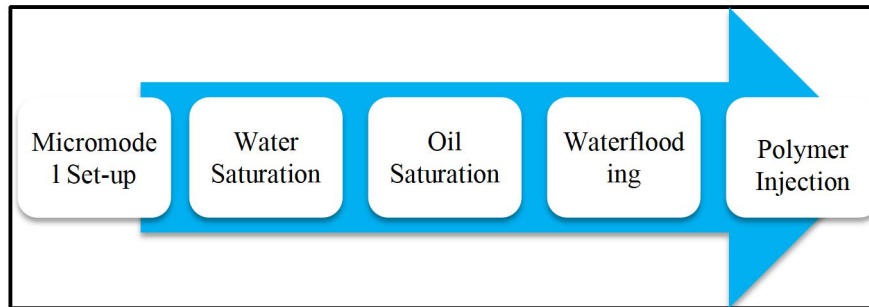 Micromode
l Set-up
Water
Saturation
Oil
Saturation
Waterflood
ing
Polymer
Injection